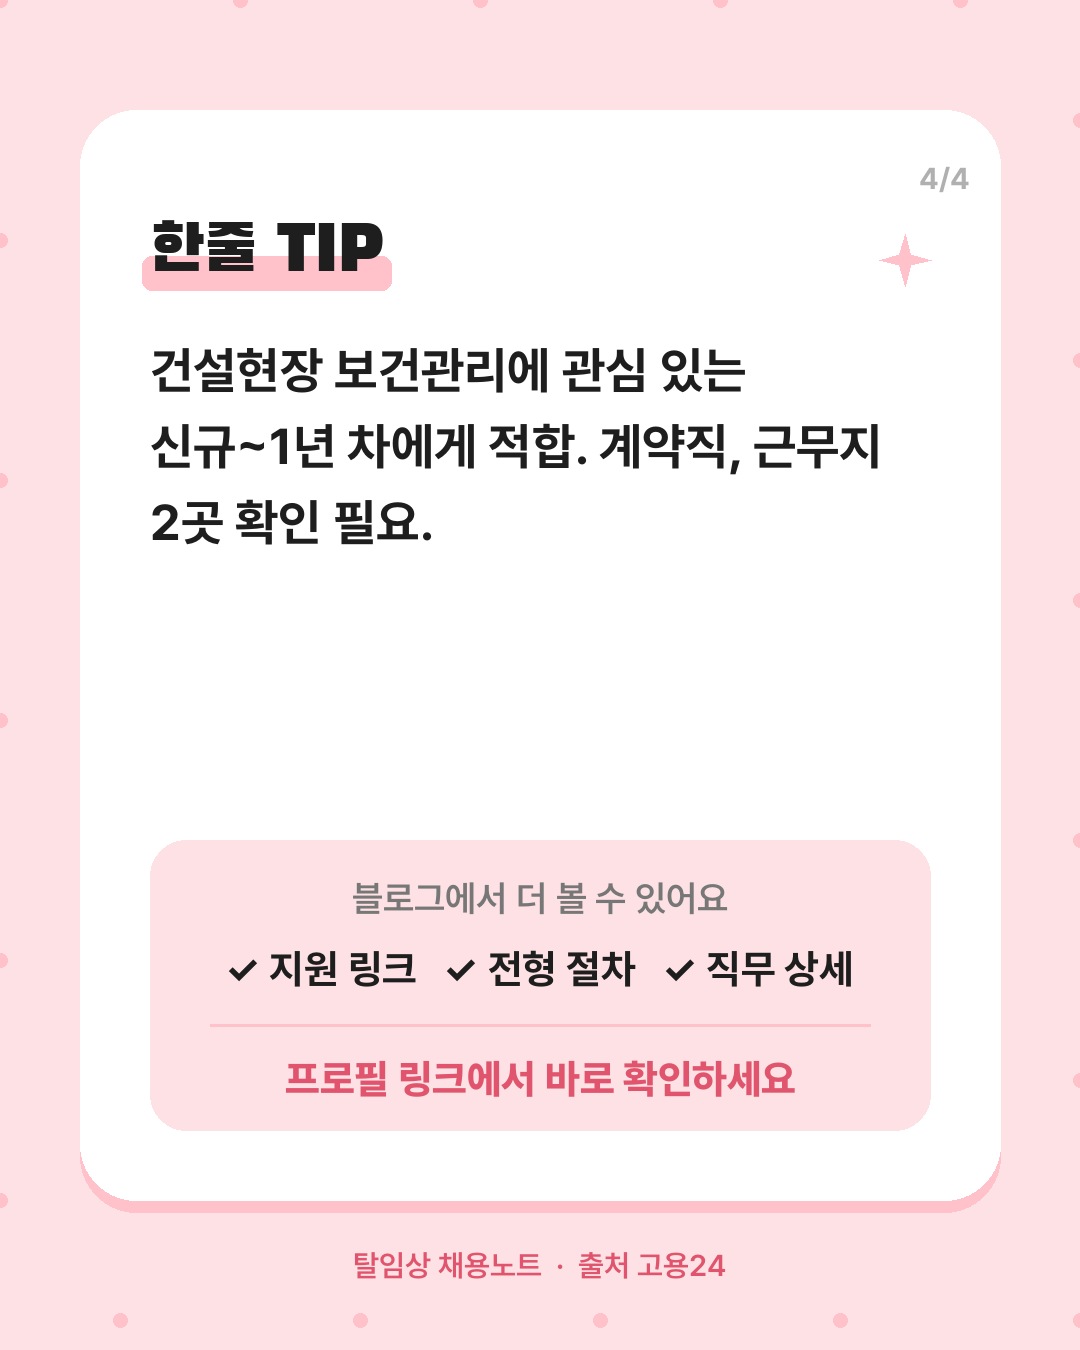 4/4
한줄 TIP
건설현장 보건관리에 관심 있는
신규~1년 차에게 적합. 계약직, 근무지
2곳 확인 필요.
블로그에서 더 볼 수 있어요
✓ 지원 링크 ✓ 전형 절차 ✓ 직무 상세
프로필 링크에서 바로 확인하세요
탈임상 채용노트 · 출처 고용24